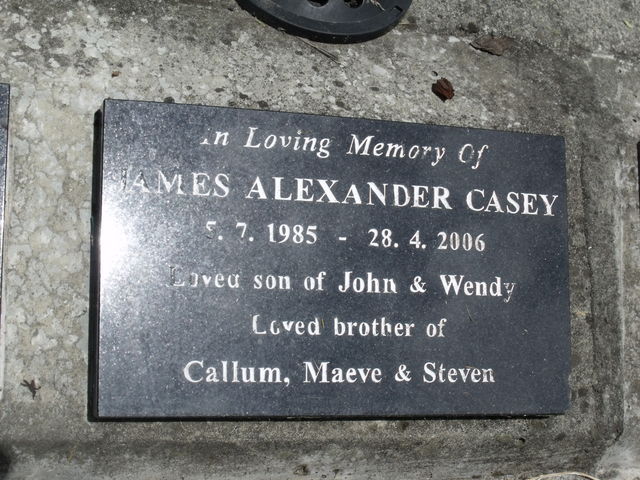 In Loving Memory Of
JAMES ALEXANDER CASEY
5. 7. 1985 - 28. 4. 2006
Loved son of John & Wendy
Loved brother of
Callum, Maeve & Steven